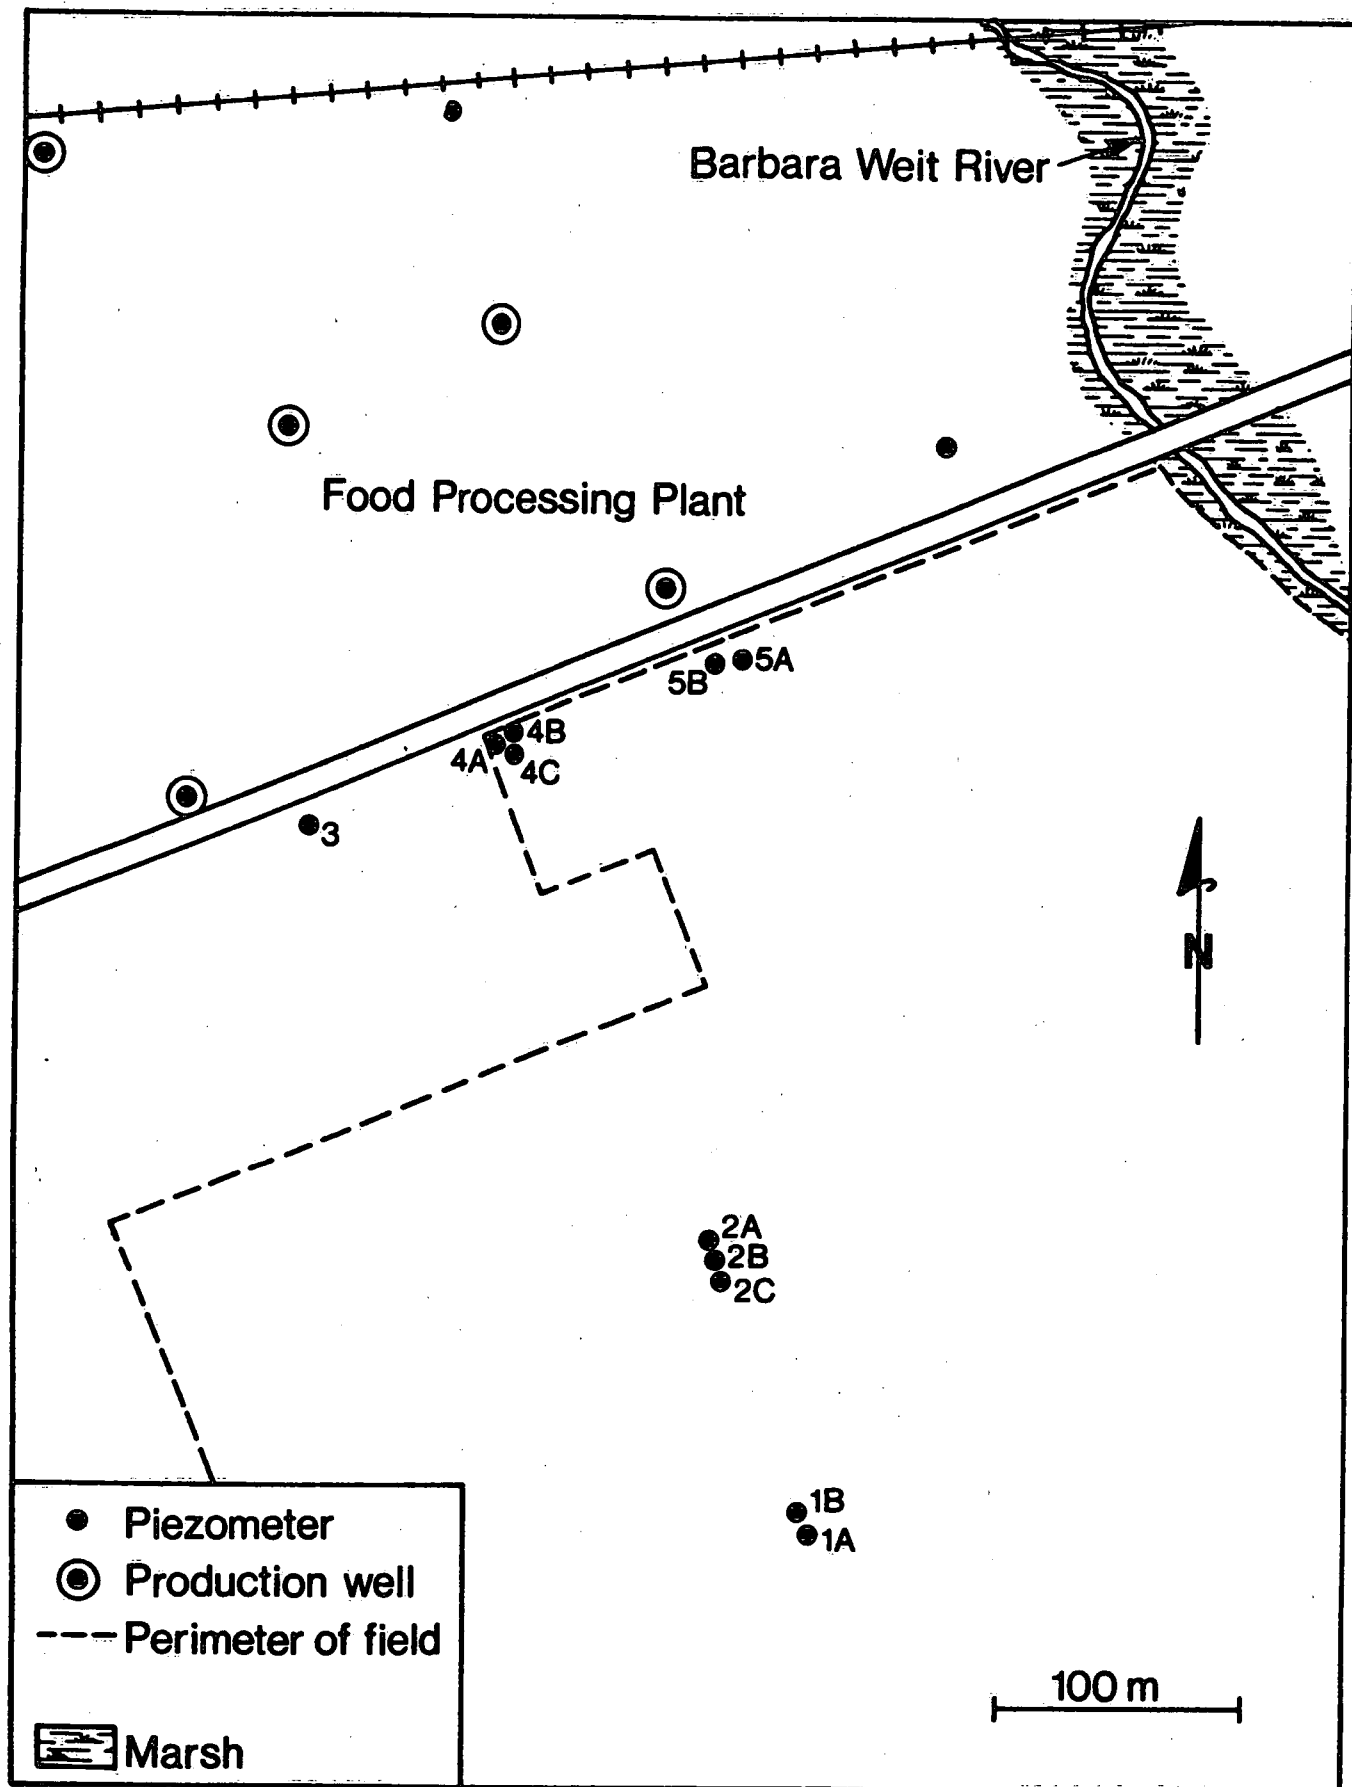 Barbara Weit River
Food Processing Plant
5A
5B
4B
4A
4C
3
N
2A
2B
2C
1B
1A
Piezometer
Production well
Perimeter of field
100 m
Marsh